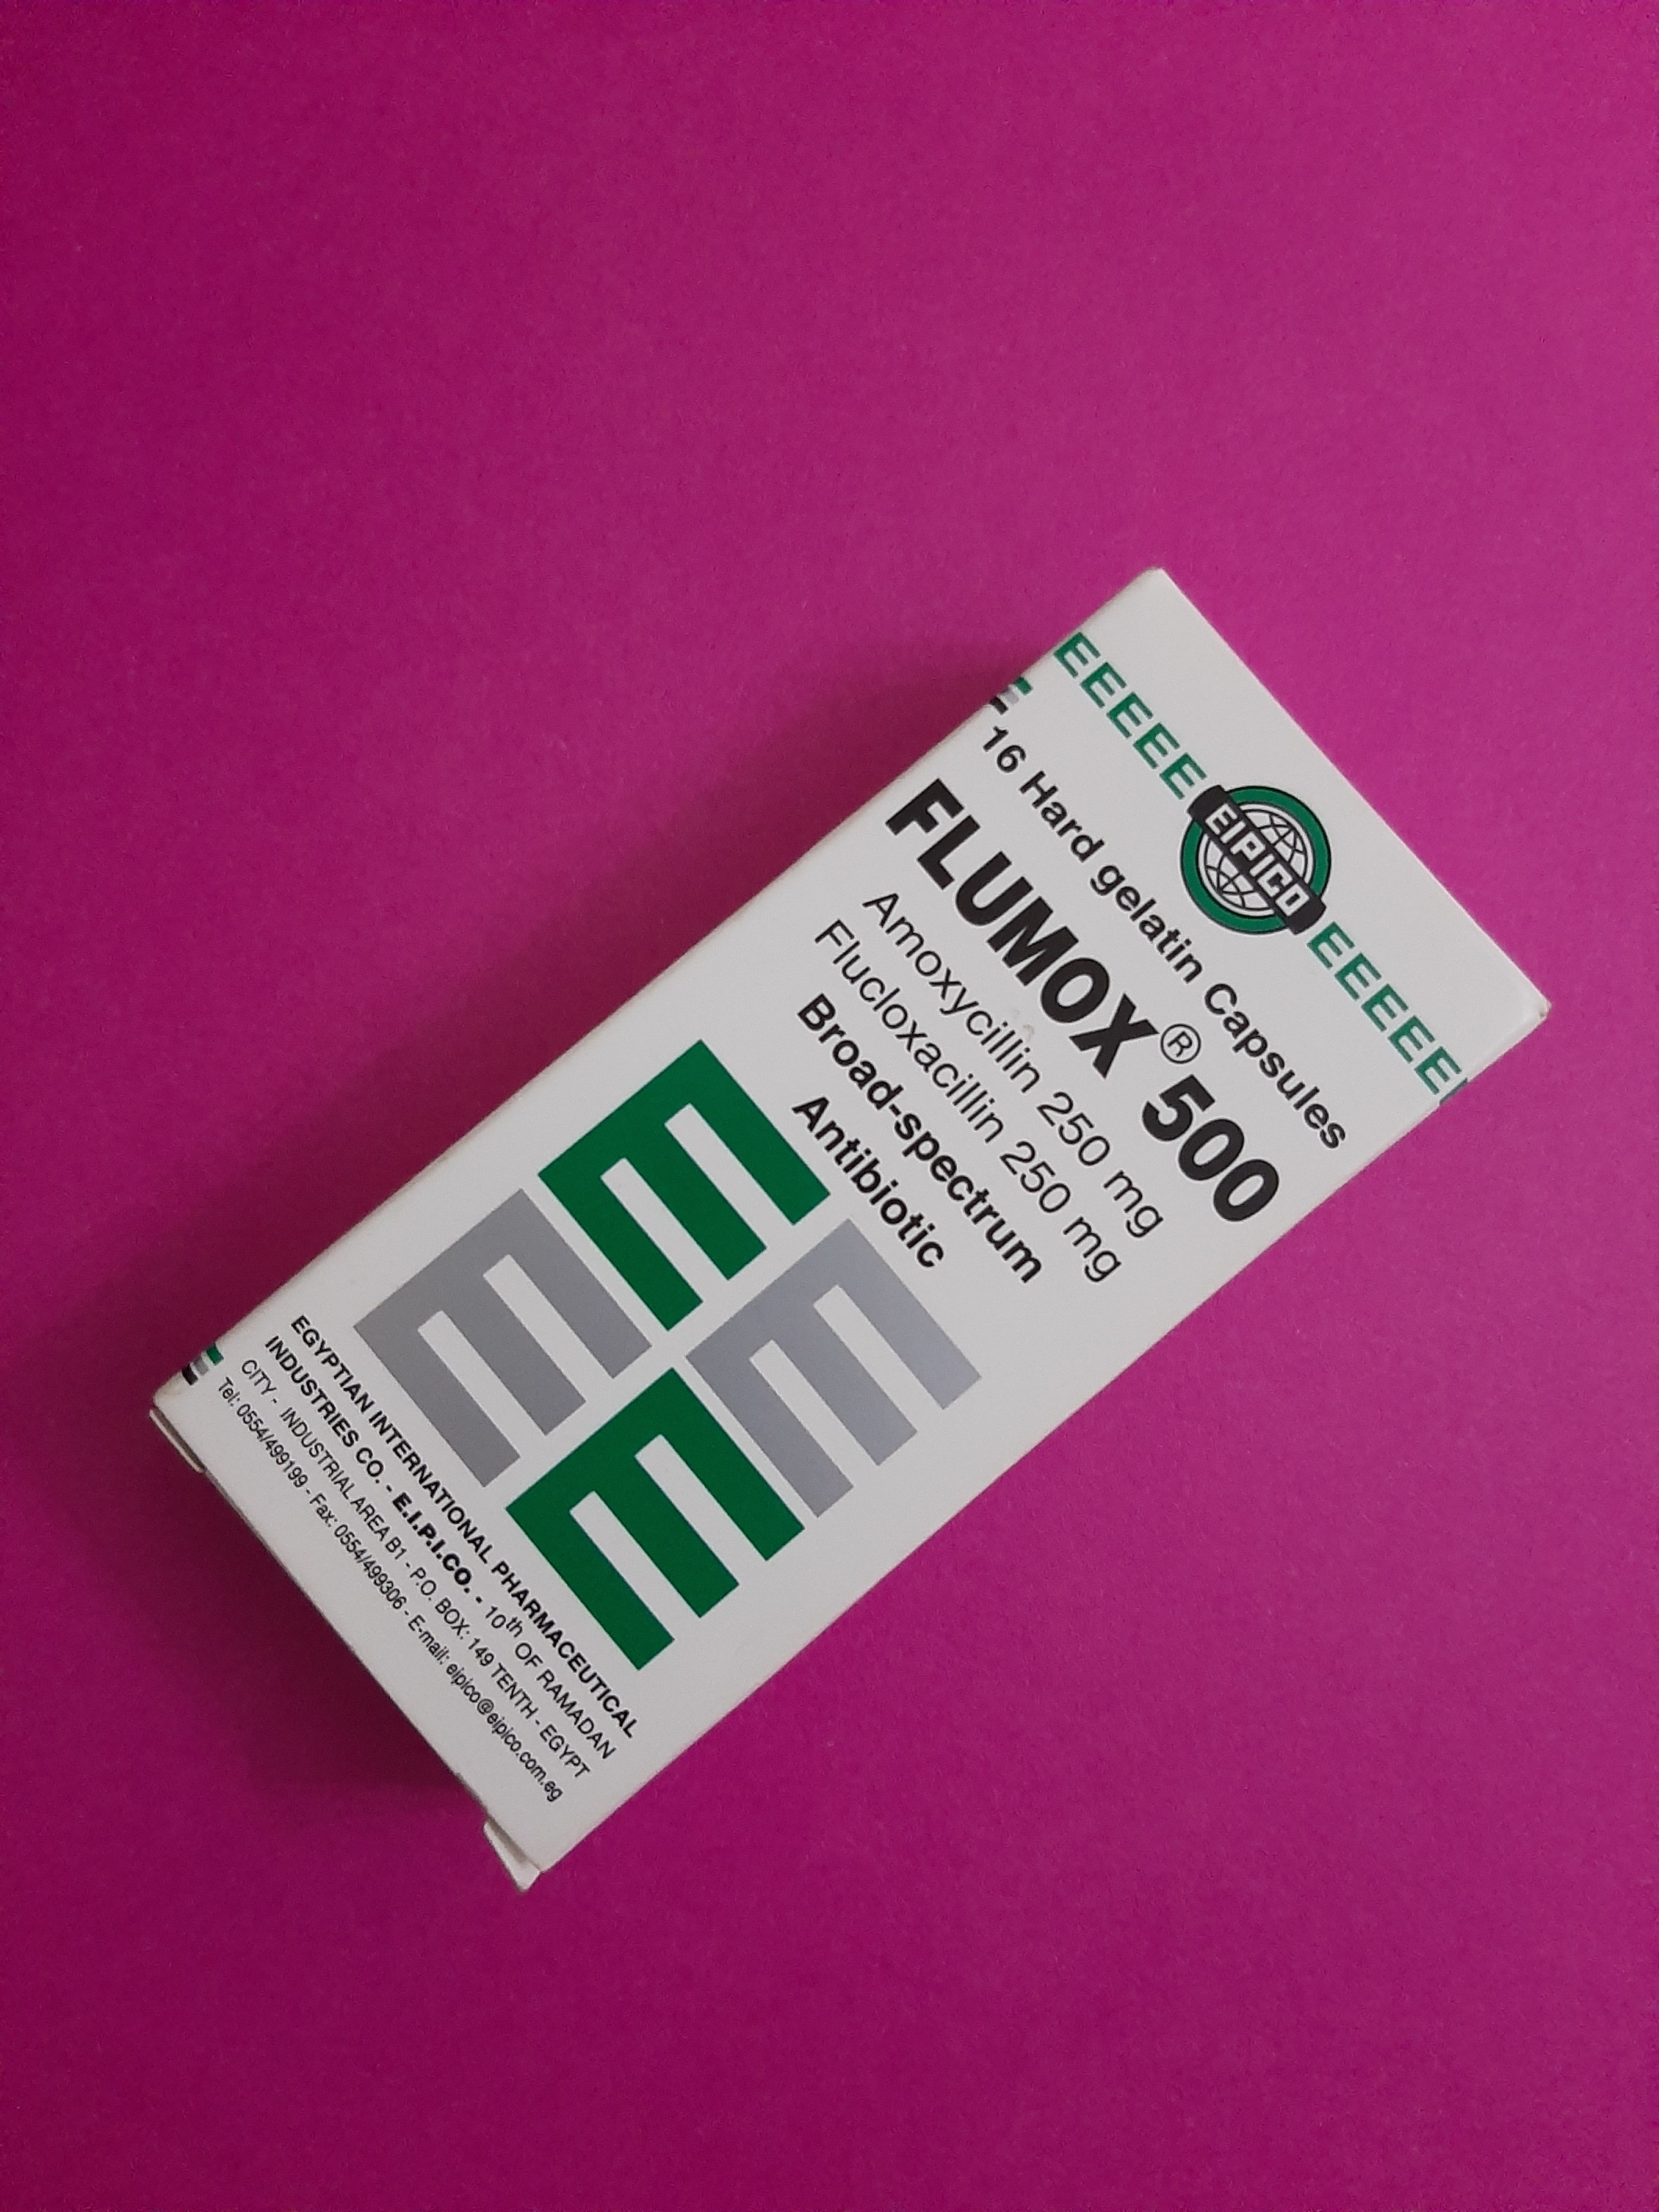 EEEEE EIPICO EEEEE
16 Hard gelatin Capsules
FLUMOX® 500
Amoxycillin 250 mg
Flucloxacillin 250 mg
Broad-spectrum
Antibiotic
E E
E E
EGYPTIAN INTERNATIONAL PHARMACEUTICAL
INDUSTRIES CO. - E.I.P.I.CO. - 10th OF RAMADAN
CITY - INDUSTRIAL AREA B1 - P.O. BOX: 149 TENTH - EGYPT
Tel: 0554/499199 - Fax: 0554/499306 - E-mail: eipico@eipico.com.eg